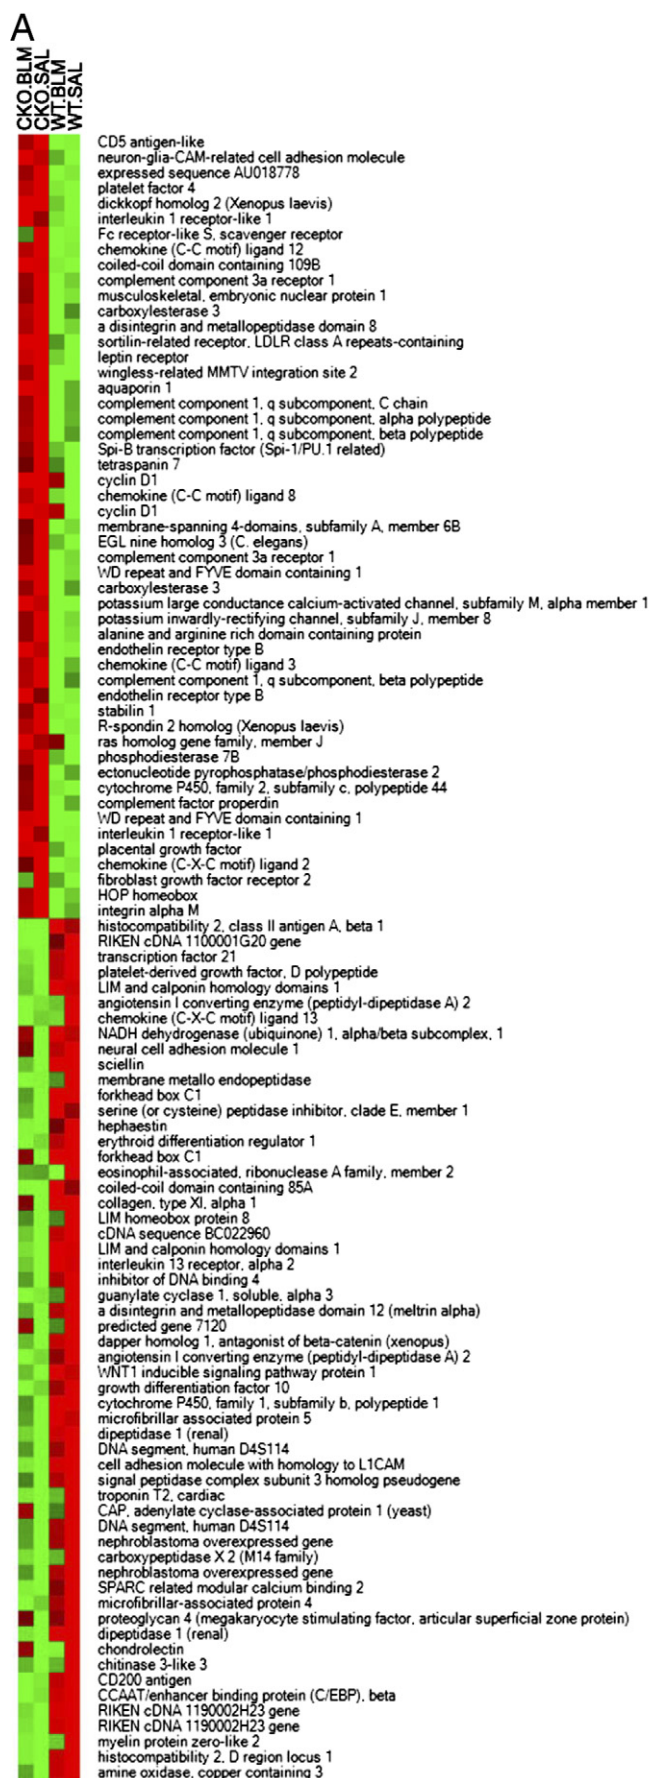 A
CKO.BLM
CKO.SAL
WT.BLM
WT.SAL
CD5 antigen-like
neuron-glia-CAM-related cell adhesion molecule
expressed sequence AU018778
platelet factor 4
dickkopf homolog 2 (Xenopus laevis)
interleukin 1 receptor-like 1
Fc receptor-like S, scavenger receptor
chemokine (C-C motif) ligand 12
coiled-coil domain containing 109B
complement component 3a receptor 1
musculoskeletal, embryonic nuclear protein 1
carboxylesterase 3
a disintegrin and metallopeptidase domain 8
sortilin-related receptor, LDLR class A repeats-containing
leptin receptor
wingless-related MMTV integration site 2
aquaporin 1
complement component 1, q subcomponent, C chain
complement component 1, q subcomponent, alpha polypeptide
complement component 1, q subcomponent, beta polypeptide
Spi-B transcription factor (Spi-1/PU.1 related)
tetraspanin 7
cyclin D1
chemokine (C-C motif) ligand 8
cyclin D1
membrane-spanning 4-domains, subfamily A, member 6B
EGL nine homolog 3 (C. elegans)
complement component 3a receptor 1
WD repeat and FYVE domain containing 1
carboxylesterase 3
potassium large conductance calcium-activated channel, subfamily M, alpha member 1
potassium inwardly-rectifying channel, subfamily J, member 8
alanine and arginine rich domain containing protein
endothelin receptor type B
chemokine (C-C motif) ligand 3
complement component 1, q subcomponent, beta polypeptide
endothelin receptor type B
stabilin 1
R-spondin 2 homolog (Xenopus laevis)
ras homolog gene family, member J
phosphodiesterase 7B
ectonucleotide pyrophosphatase/phosphodiesterase 2
cytochrome P450, family 2, subfamily c, polypeptide 44
complement factor properdin
WD repeat and FYVE domain containing 1
interleukin 1 receptor-like 1
placental growth factor
chemokine (C-X-C motif) ligand 2
fibroblast growth factor receptor 2
HOP homeobox
integrin alpha M
histocompatibility 2, class II antigen A, beta 1
RIKEN cDNA 1100001G20 gene
transcription factor 21
platelet-derived growth factor, D polypeptide
LIM and calponin homology domains 1
angiotensin I converting enzyme (peptidyl-dipeptidase A) 2
chemokine (C-X-C motif) ligand 13
NADH dehydrogenase (ubiquinone) 1, alpha/beta subcomplex, 1
neural cell adhesion molecule 1
sciellin
membrane metallo endopeptidase
forkhead box C1
serine (or cysteine) peptidase inhibitor, clade E, member 1
hephaestin
erythroid differentiation regulator 1
forkhead box C1
eosinophil-associated, ribonuclease A family, member 2
coiled-coil domain containing 85A
collagen, type XI, alpha 1
LIM homeobox protein 8
cDNA sequence BC022960
LIM and calponin homology domains 1
interleukin 13 receptor, alpha 2
inhibitor of DNA binding 4
guanylate cyclase 1, soluble, alpha 3
a disintegrin and metallopeptidase domain 12 (meltrin alpha)
predicted gene 7120
dapper homolog 1, antagonist of beta-catenin (xenopus)
angiotensin I converting enzyme (peptidyl-dipeptidase A) 2
WNT1 inducible signaling pathway protein 1
growth differentiation factor 10
cytochrome P450, family 1, subfamily b, polypeptide 1
microfibrillar associated protein 5
dipeptidase 1 (renal)
DNA segment, human D4S114
cell adhesion molecule with homology to L1CAM
signal peptidase complex subunit 3 homolog pseudogene
troponin T2, cardiac
CAP, adenylate cyclase-associated protein 1 (yeast)
DNA segment, human D4S114
nephroblastoma overexpressed gene
carboxypeptidase X 2 (M14 family)
nephroblastoma overexpressed gene
SPARC related modular calcium binding 2
microfibrillar-associated protein 4
proteoglycan 4 (megakaryocyte stimulating factor, articular superficial zone protein)
dipeptidase 1 (renal)
chondrolectin
chitinase 3-like 3
CD200 antigen
CCAAT/enhancer binding protein (C/EBP), beta
RIKEN cDNA 1190002H23 gene
RIKEN cDNA 1190002H23 gene
myelin protein zero-like 2
histocompatibility 2, D region locus 1
amine oxidase, copper containing 3